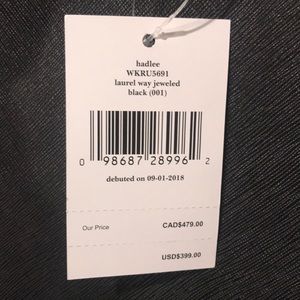 hadlee
WKRU5691
laurel way jeweled
black (001)
0 98687 28996 2
debuted on 09-01-2018
Our Price CAD$479.00
USD$399.00